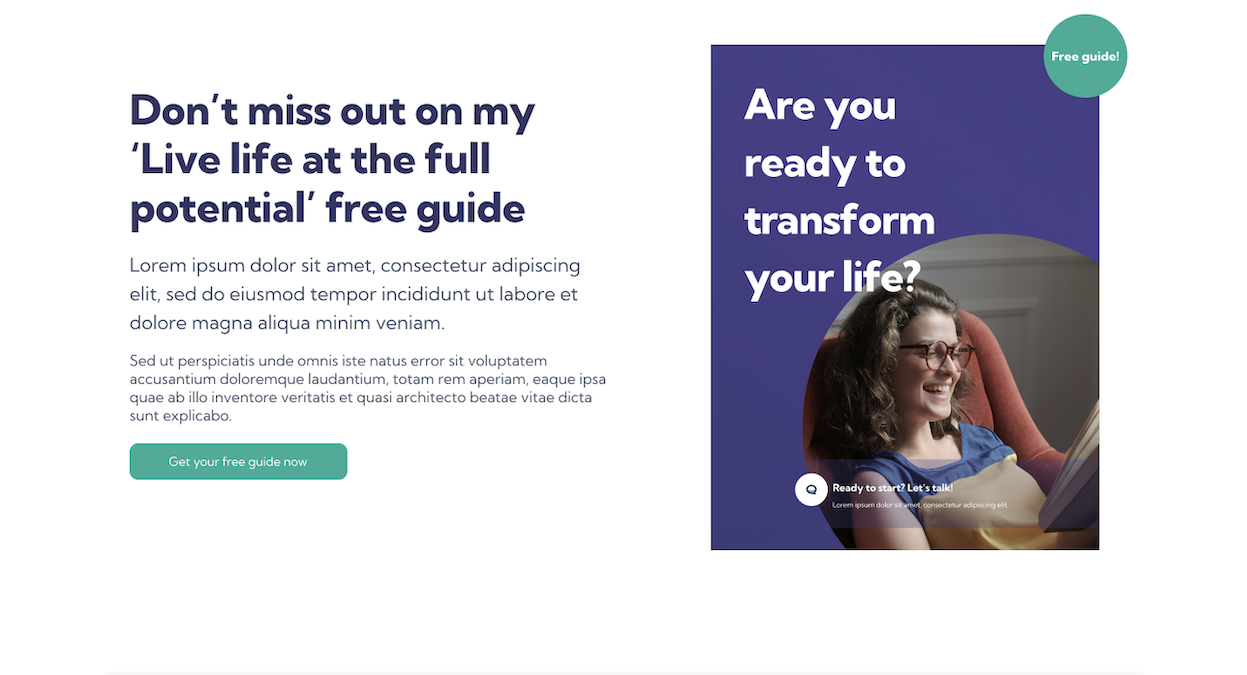 Don’t miss out on my
‘Live life at the full
potential’ free guide
Lorem ipsum dolor sit amet, consectetur adipiscing
elit, sed do eiusmod tempor incididunt ut labore et
dolore magna aliqua minim veniam.
Sed ut perspiciatis unde omnis iste natus error sit voluptatem
accusantium doloremque laudantium, totam rem aperiam, eaque ipsa
quae ab illo inventore veritatis et quasi architecto beatae vitae dicta
sunt explicabo.
Get your free guide now
Free guide!
Are you
ready to
transform
your life?
Ready to start? Let's talk!
Lorem ipsum dolor sit amet, consectetur adipiscing elit